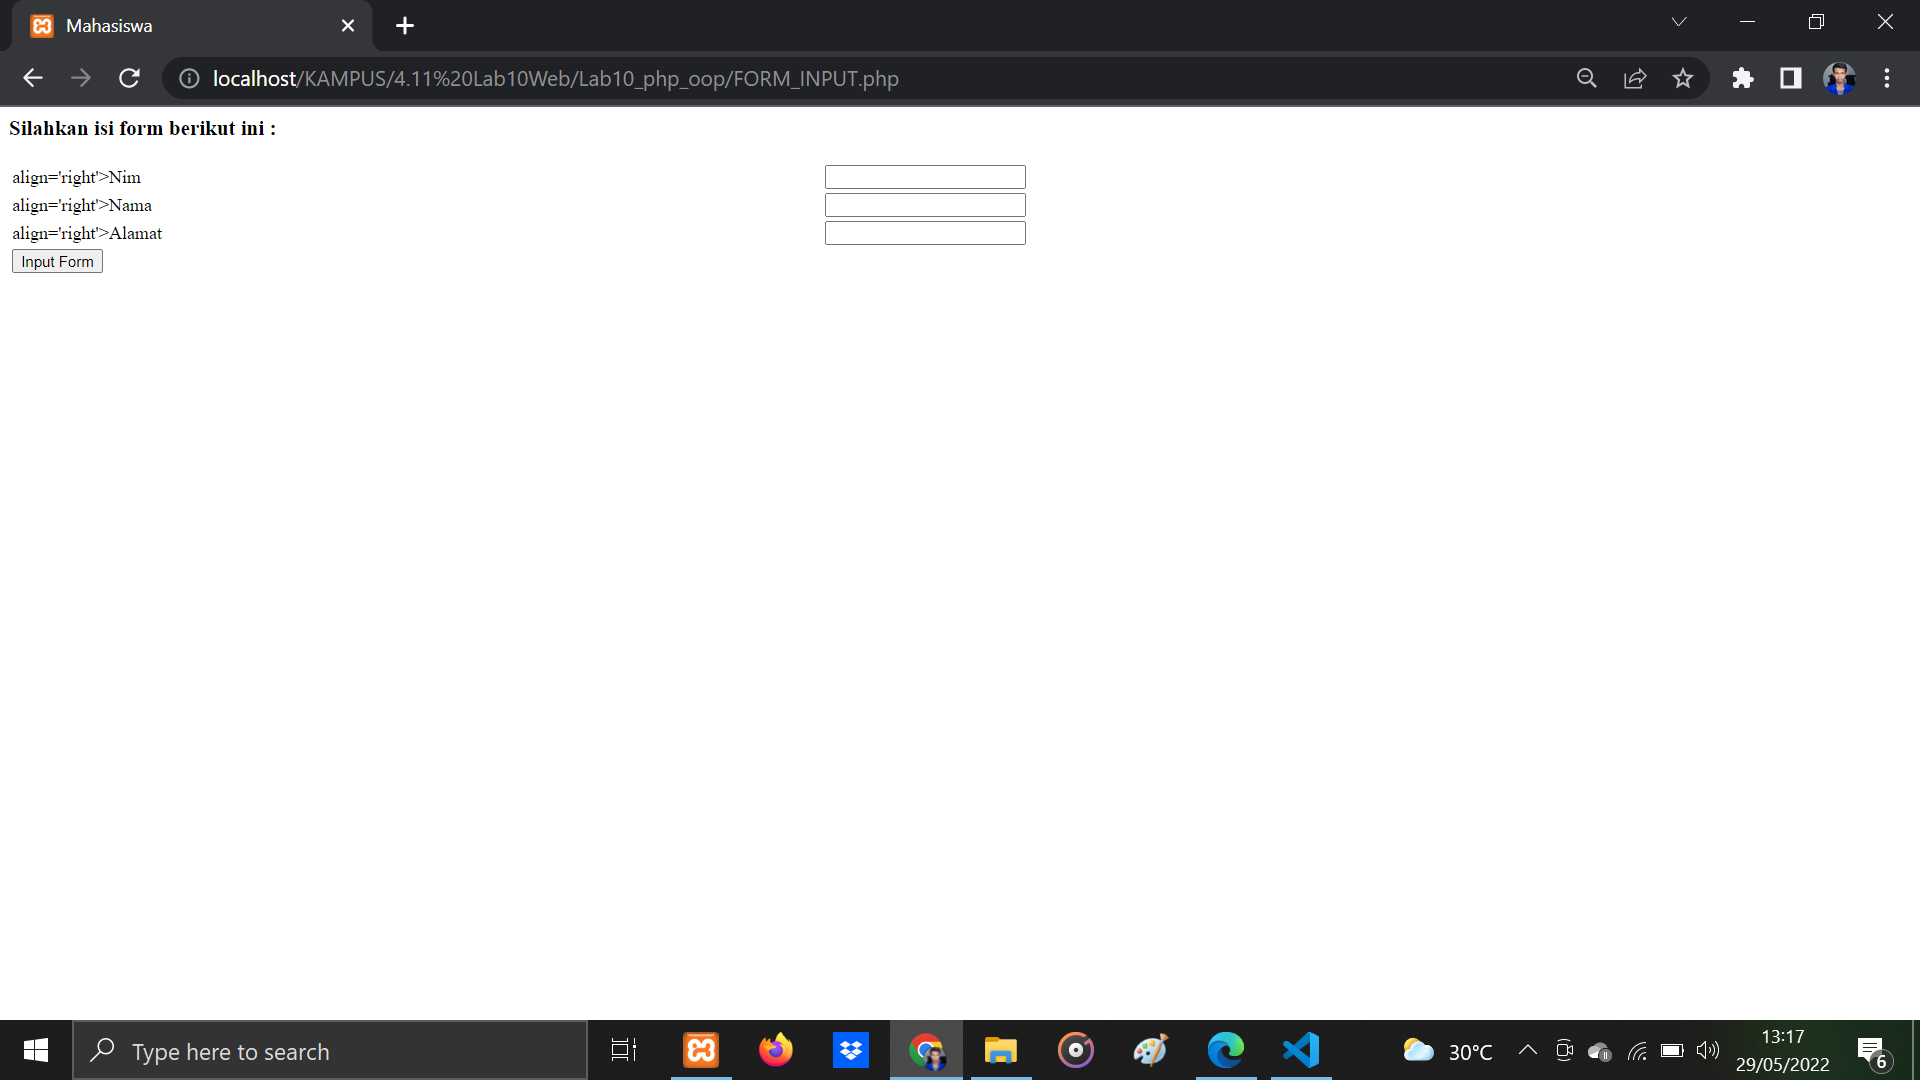 Mahasiswa
localhost/KAMPUS/4.11%20Lab10Web/Lab10_php_oop/FORM_INPUT.php
Silahkan isi form berikut ini :
align='right'>Nim
align='right'>Nama
align='right'>Alamat
Input Form
Type here to search
30°C
13:17
29/05/2022
6